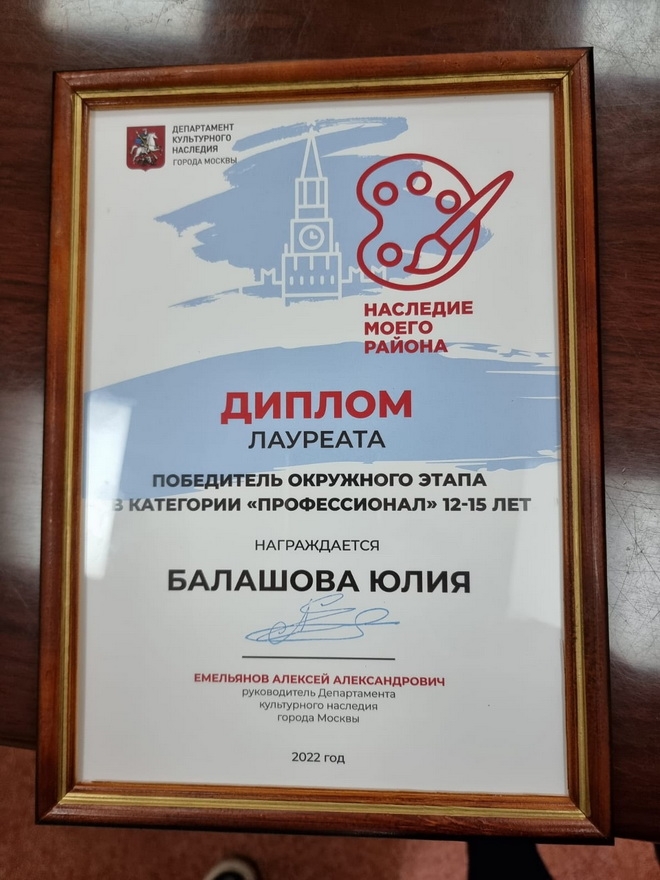 ДЕПАРТАМЕНТ
КУЛЬТУРНОГО
НАСЛЕДИЯ
ГОРОДА МОСКВЫ
НАСЛЕДИЕ
МОЕГО
РАЙОНА
ДИПЛОМ
ЛАУРЕАТА
ПОБЕДИТЕЛЬ ОКРУЖНОГО ЭТАПА
В КАТЕГОРИИ «ПРОФЕССИОНАЛ» 12-15 ЛЕТ
НАГРАЖДАЕТСЯ
БАЛАШОВА ЮЛИЯ
ЕМЕЛЬЯНОВ АЛЕКСЕЙ АЛЕКСАНДРОВИЧ
руководитель Департамента
культурного наследия
города Москвы
2022 год